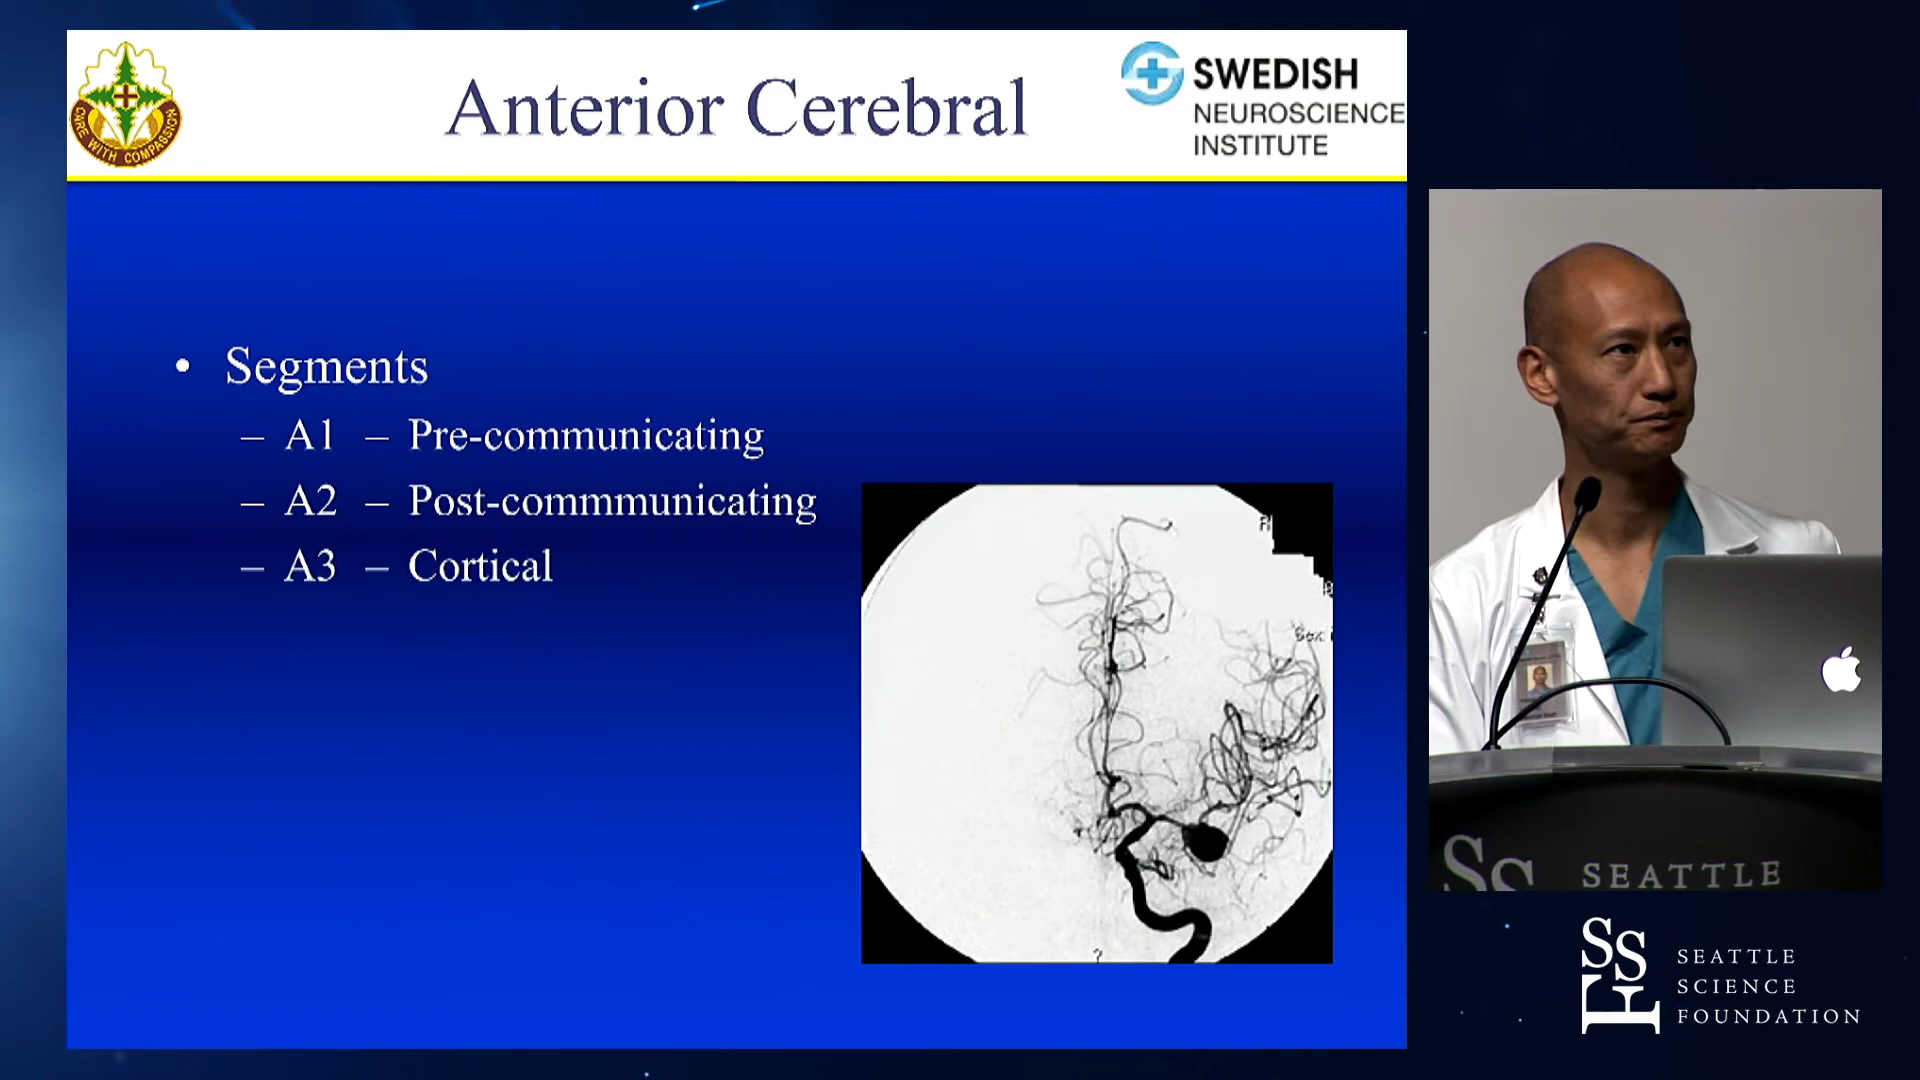 CARE WITH COMPASSION
Anterior Cerebral
SWEDISH
NEUROSCIENCE
INSTITUTE
• Segments
– A1 – Pre-communicating
– A2 – Post-commmunicating
– A3 – Cortical
SS SEATTLE
SSF
SEATTLE
SCIENCE
FOUNDATION